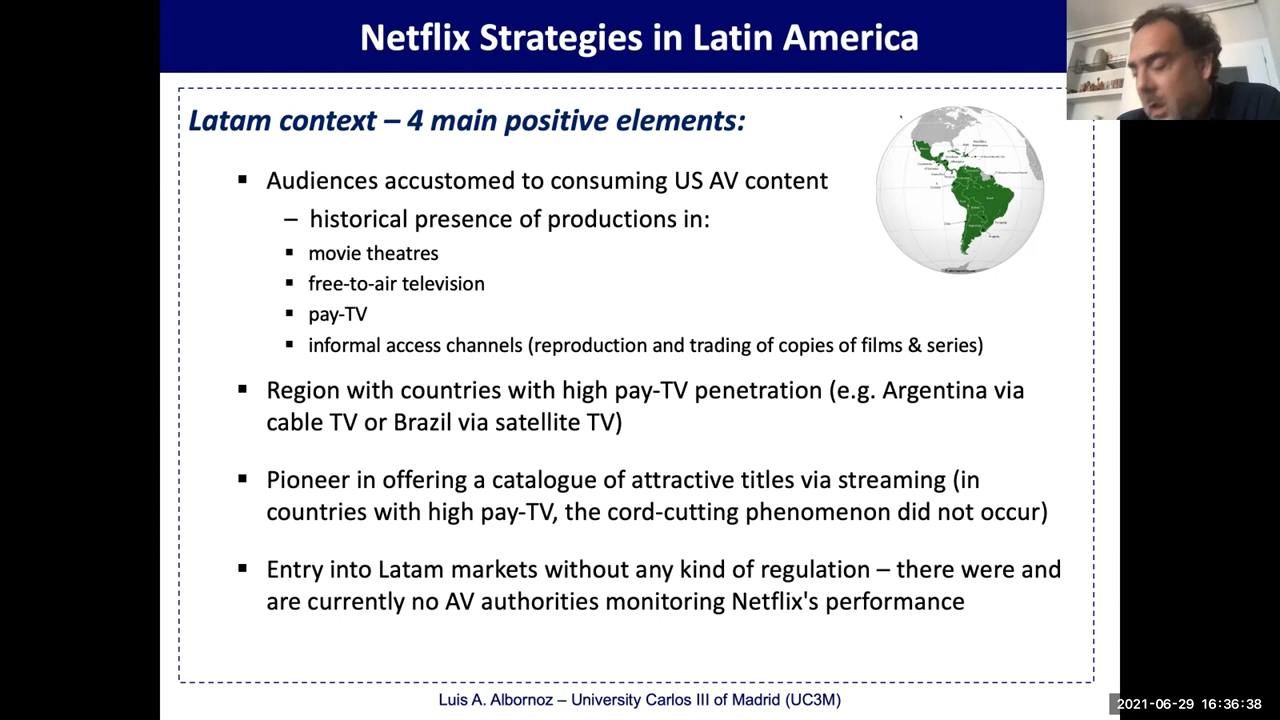 Netflix Strategies in Latin America
Latam context – 4 main positive elements:
▪ Audiences accustomed to consuming US AV content
– historical presence of productions in:
▪ movie theatres
▪ free-to-air television
▪ pay-TV
▪ informal access channels (reproduction and trading of copies of films & series)
▪ Region with countries with high pay-TV penetration (e.g. Argentina via
cable TV or Brazil via satellite TV)
▪ Pioneer in offering a catalogue of attractive titles via streaming (in
countries with high pay-TV, the cord-cutting phenomenon did not occur)
▪ Entry into Latam markets without any kind of regulation – there were and
are currently no AV authorities monitoring Netflix's performance
Luis A. Albornoz – University Carlos III of Madrid (UC3M)
2021-06-29 16:36:38